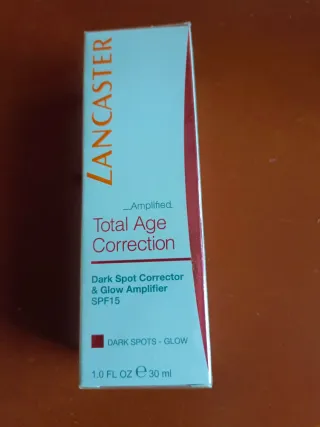 LANCASTER
_Amplified_
Total Age
Correction
Dark Spot Corrector
& Glow Amplifier
SPF15
DARK SPOTS - GLOW
1.0 FL OZ ℮ 30 ml